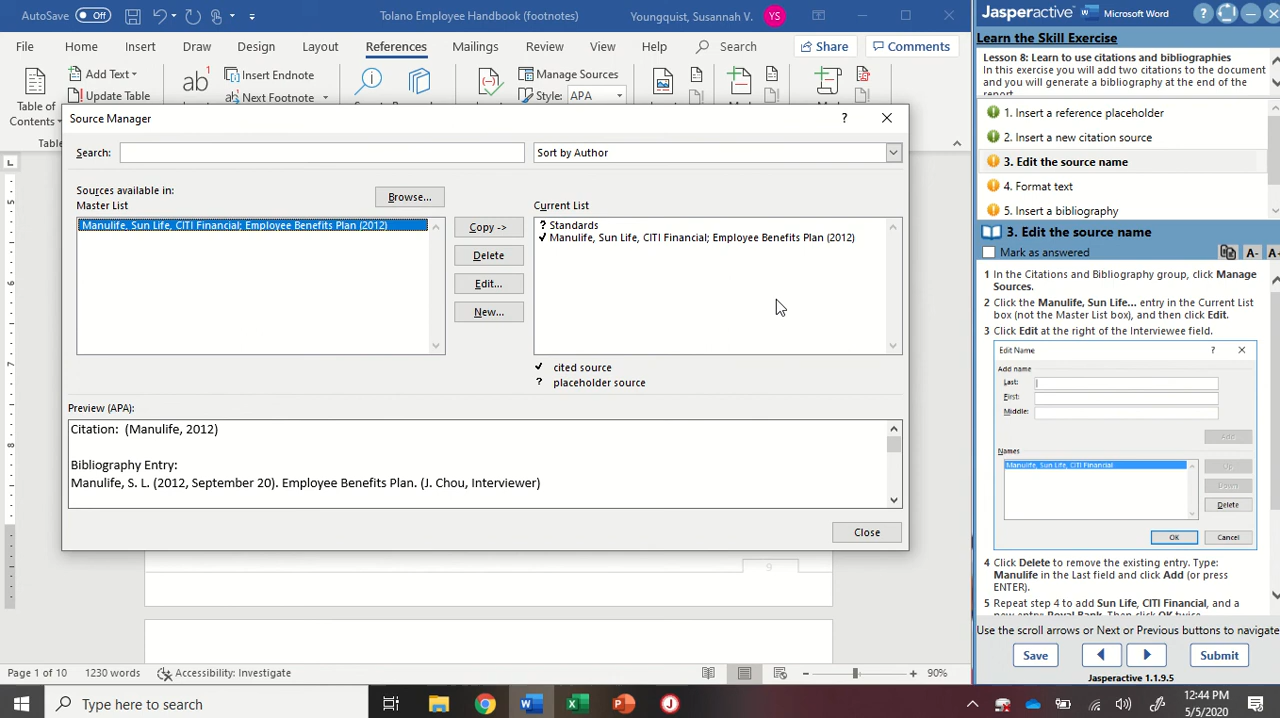 AutoSave Off
Tolano Employee Handbook (footnotes)
Youngquist, Susannah V. YS
File Home Insert Draw Design Layout References Mailings Review View Help Search Share Comments
Table of
Contents
Add Text
Update Table
ab
Insert Endnote
Next Footnote
Manage Sources
Style: APA
Source Manager
? ✕
Search:
Sort by Author
Sources available in:
Master List
Browse...
Current List
Manulife, Sun Life, CITI Financial; Employee Benefits Plan (2012)
Copy ->
Delete
Edit...
New...
? Standards
✓ Manulife, Sun Life, CITI Financial; Employee Benefits Plan (2012)
✓ cited source
? placeholder source
Preview (APA):
Citation: (Manulife, 2012)
Bibliography Entry:
Manulife, S. L. (2012, September 20). Employee Benefits Plan. (J. Chou, Interviewer)
Close
9
Page 1 of 10 1230 words Accessibility: Investigate 90%
Jasperactive Microsoft Word
Learn the Skill Exercise
Lesson 8: Learn to use citations and bibliographies
In this exercise you will add two citations to the document
and you will generate a bibliography at the end of the
report.
1. Insert a reference placeholder
2. Insert a new citation source
3. Edit the source name
4. Format text
5. Insert a bibliography
3. Edit the source name
Mark as answered
A- A+
1 In the Citations and Bibliography group, click Manage
Sources.
2 Click the Manulife, Sun Life... entry in the Current List
box (not the Master List box), and then click Edit.
3 Click Edit at the right of the Interviewee field.
Edit Name ? ✕
Add name
Last:
First:
Middle:
Add
Names
Manulife, Sun Life, CITI Financial
Up
Down
Delete
OK Cancel
4 Click Delete to remove the existing entry. Type:
Manulife in the Last field and click Add (or press
ENTER).
5 Repeat step 4 to add Sun Life, CITI Financial, and a
new entry: Royal Bank. Then click OK twice.
Use the scroll arrows or Next or Previous buttons to navigate
Save Submit
Jasperactive 1.1.9.5
Type here to search
12:44 PM
5/5/2020